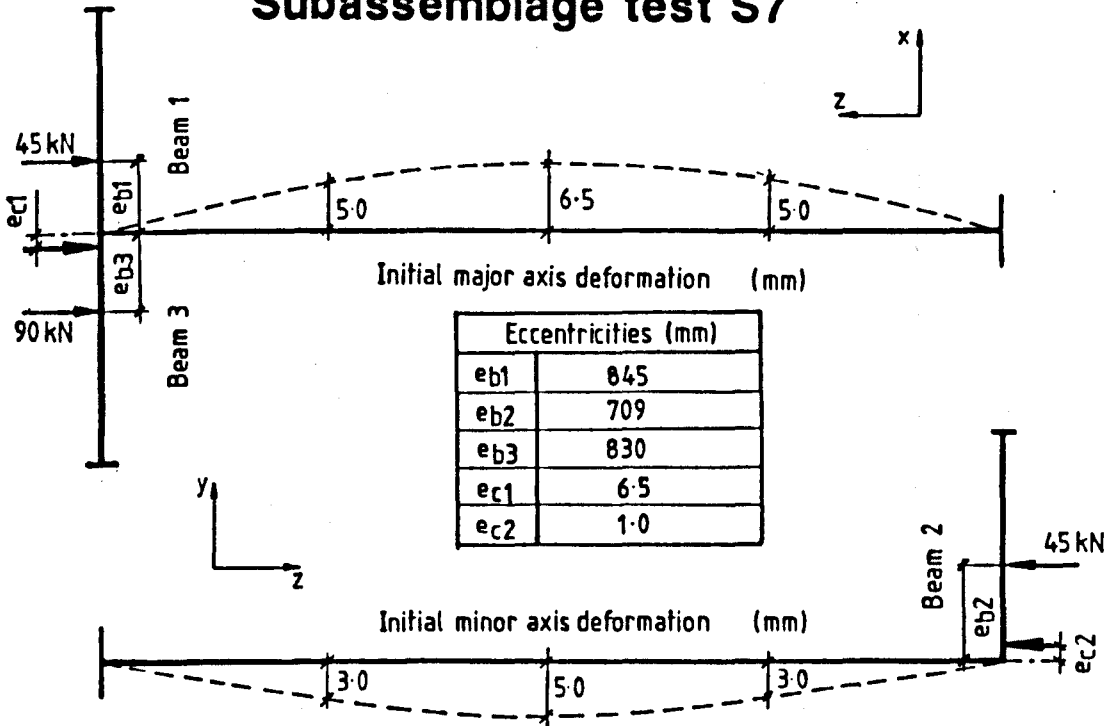 Subassemblage test S7
x
z
45 kN
Beam 1
eb1
ec1
5·0
6·5
5·0
eb3
90 kN
Beam 3
Initial major axis deformation (mm)
Eccentricities (mm)
eb1 845
eb2 709
eb3 830
ec1 6·5
ec2 1·0
y
z
Beam 2
45 kN
eb2
ec2
Initial minor axis deformation (mm)
3·0
5·0
3·0